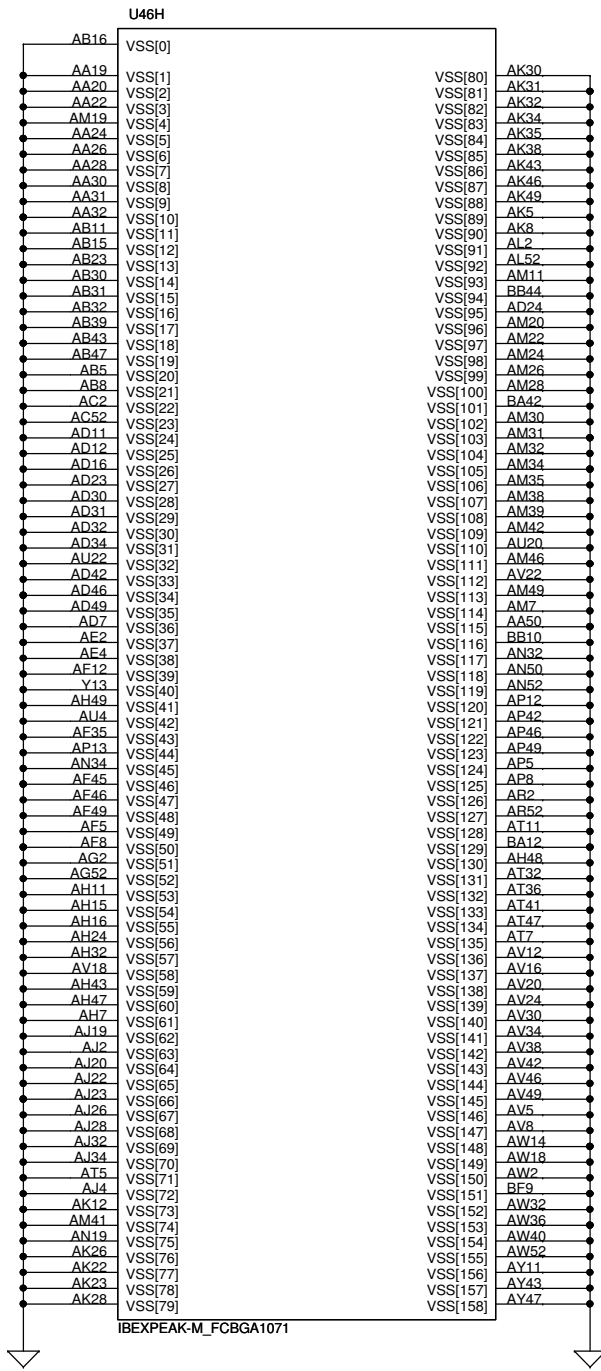 U46H
AB16 VSS[0]
AA19 VSS[1] VSS[80] AK30
AA20 VSS[2] VSS[81] AK31
AA22 VSS[3] VSS[82] AK32
AM19 VSS[4] VSS[83] AK34
AA24 VSS[5] VSS[84] AK35
AA26 VSS[6] VSS[85] AK38
AA28 VSS[7] VSS[86] AK43
AA30 VSS[8] VSS[87] AK46
AA31 VSS[9] VSS[88] AK49
AA32 VSS[10] VSS[89] AK5
AB11 VSS[11] VSS[90] AK8
AB15 VSS[12] VSS[91] AL2
AB23 VSS[13] VSS[92] AL52
AB30 VSS[14] VSS[93] AM11
AB31 VSS[15] VSS[94] BB44
AB32 VSS[16] VSS[95] AD24
AB39 VSS[17] VSS[96] AM20
AB43 VSS[18] VSS[97] AM22
AB47 VSS[19] VSS[98] AM24
AB5 VSS[20] VSS[99] AM26
AB8 VSS[21] VSS[100] AM28
AC2 VSS[22] VSS[101] BA42
AC52 VSS[23] VSS[102] AM30
AD11 VSS[24] VSS[103] AM31
AD12 VSS[25] VSS[104] AM32
AD16 VSS[26] VSS[105] AM34
AD23 VSS[27] VSS[106] AM35
AD30 VSS[28] VSS[107] AM38
AD31 VSS[29] VSS[108] AM39
AD32 VSS[30] VSS[109] AM42
AD34 VSS[31] VSS[110] AU20
AU22 VSS[32] VSS[111] AM46
AD42 VSS[33] VSS[112] AV22
AD46 VSS[34] VSS[113] AM49
AD49 VSS[35] VSS[114] AM7
AD7 VSS[36] VSS[115] AA50
AE2 VSS[37] VSS[116] BB10
AE4 VSS[38] VSS[117] AN32
AF12 VSS[39] VSS[118] AN50
Y13 VSS[40] VSS[119] AN52
AH49 VSS[41] VSS[120] AP12
AU4 VSS[42] VSS[121] AP42
AF35 VSS[43] VSS[122] AP46
AP13 VSS[44] VSS[123] AP49
AN34 VSS[45] VSS[124] AP5
AF45 VSS[46] VSS[125] AP8
AF46 VSS[47] VSS[126] AR2
AF49 VSS[48] VSS[127] AR52
AF5 VSS[49] VSS[128] AT11
AF8 VSS[50] VSS[129] BA12
AG2 VSS[51] VSS[130] AH48
AG52 VSS[52] VSS[131] AT32
AH11 VSS[53] VSS[132] AT36
AH15 VSS[54] VSS[133] AT41
AH16 VSS[55] VSS[134] AT47
AH24 VSS[56] VSS[135] AT7
AH32 VSS[57] VSS[136] AV12
AV18 VSS[58] VSS[137] AV16
AH43 VSS[59] VSS[138] AV20
AH47 VSS[60] VSS[139] AV24
AH7 VSS[61] VSS[140] AV30
AJ19 VSS[62] VSS[141] AV34
AJ2 VSS[63] VSS[142] AV38
AJ20 VSS[64] VSS[143] AV42
AJ22 VSS[65] VSS[144] AV46
AJ23 VSS[66] VSS[145] AV49
AJ26 VSS[67] VSS[146] AV5
AJ28 VSS[68] VSS[147] AV8
AJ32 VSS[69] VSS[148] AW14
AJ34 VSS[70] VSS[149] AW18
AT5 VSS[71] VSS[150] AW2
AJ4 VSS[72] VSS[151] BF9
AK12 VSS[73] VSS[152] AW32
AM41 VSS[74] VSS[153] AW36
AN19 VSS[75] VSS[154] AW40
AK26 VSS[76] VSS[155] AW52
AK22 VSS[77] VSS[156] AY11
AK23 VSS[78] VSS[157] AY43
AK28 VSS[79] VSS[158] AY47
IBEXPEAK-M_FCBGA1071